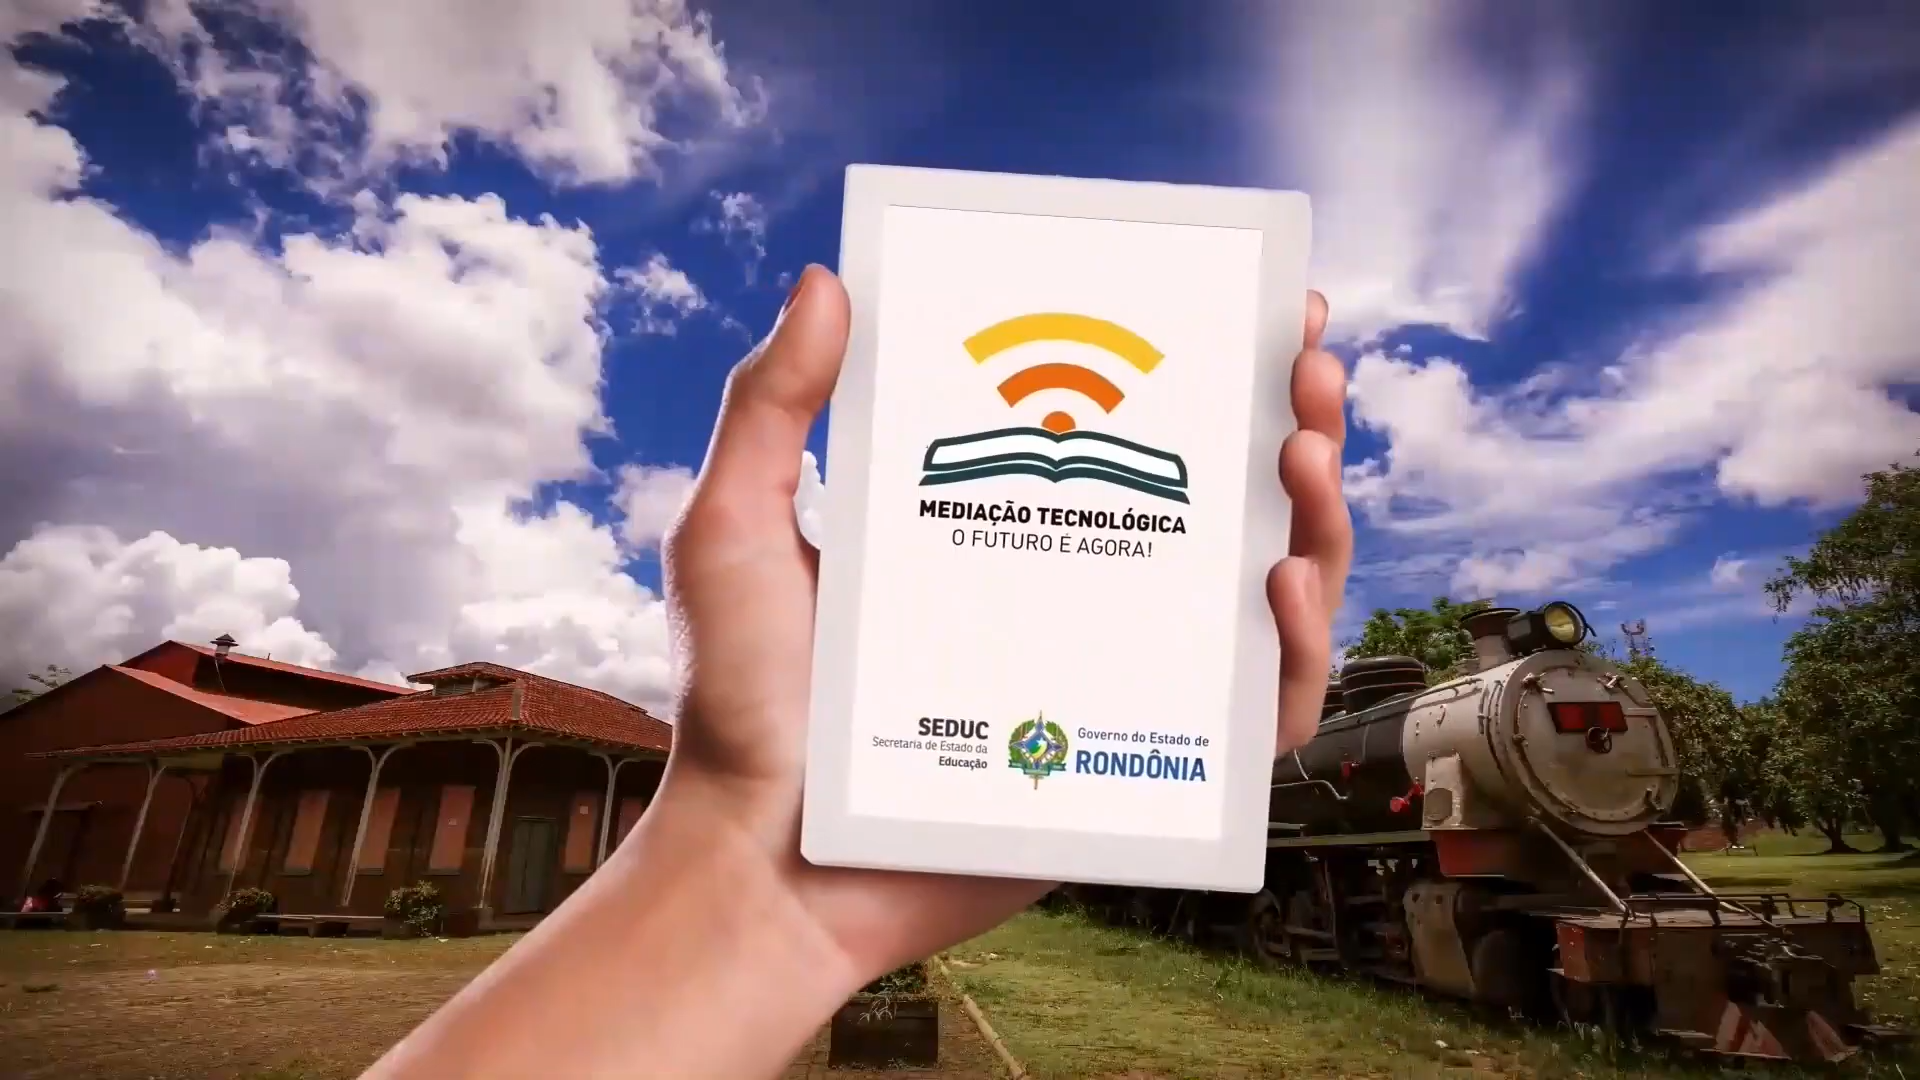 MEDIAÇÃO TECNOLÓGICA
O FUTURO É AGORA!
SEDUC
Secretaria de Estado da
Educação
Governo do Estado de
RONDÔNIA